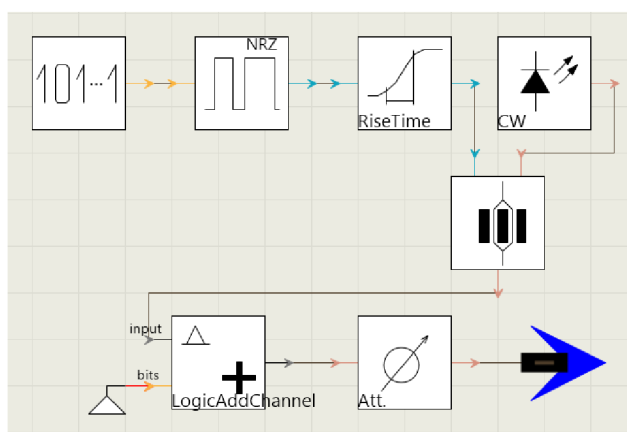 101...1
NRZ
RiseTime
CW
input
bits
LogicAddChannel
Att.